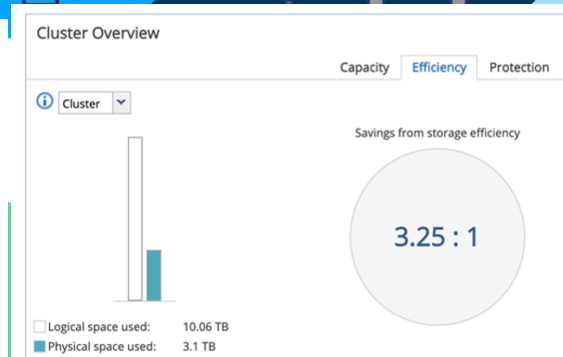 Cluster Overview
Capacity Efficiency Protection
Cluster
Savings from storage efficiency
3.25 : 1
Logical space used: 10.06 TB
Physical space used: 3.1 TB